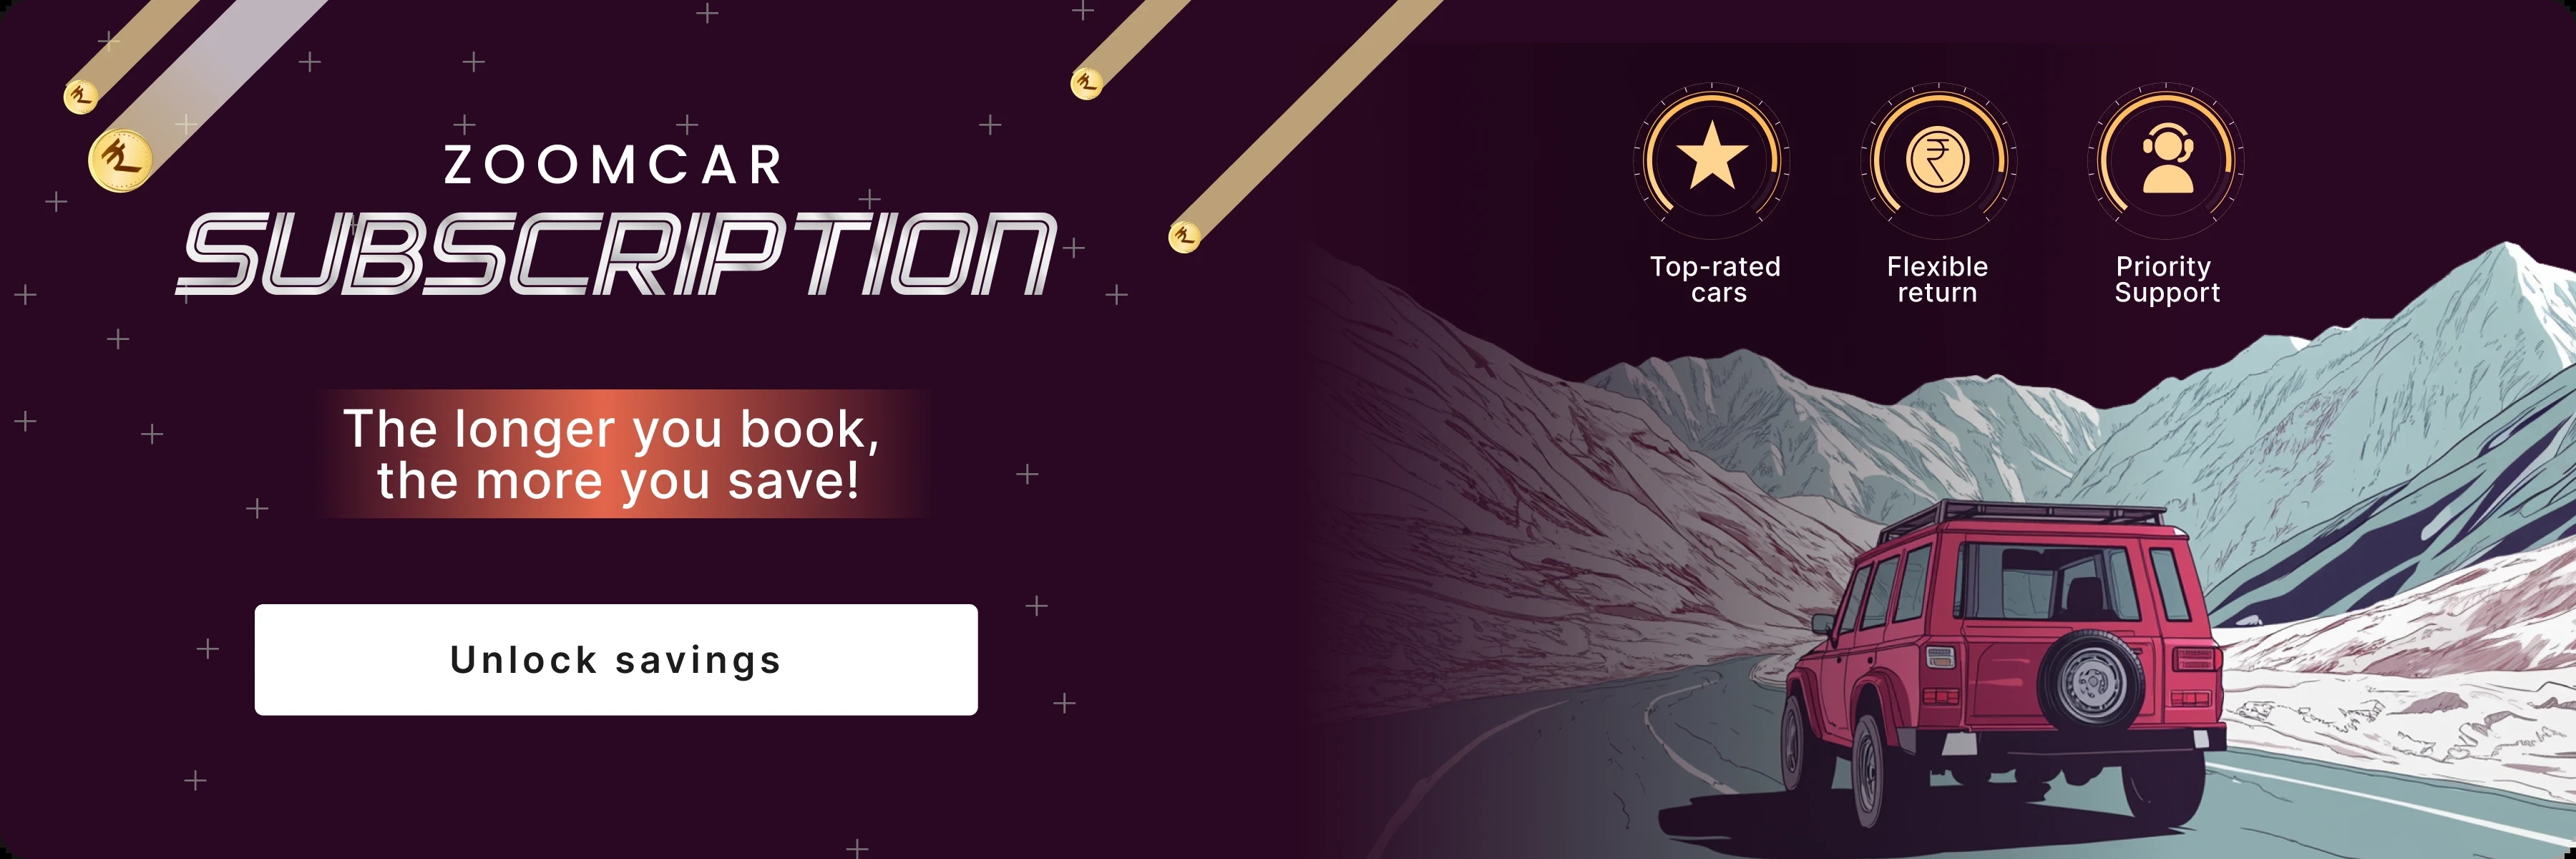 ZOOMCAR
SUBSCRIPTION
The longer you book,
the more you save!
Unlock savings
Top-rated
cars
Flexible
return
Priority
Support